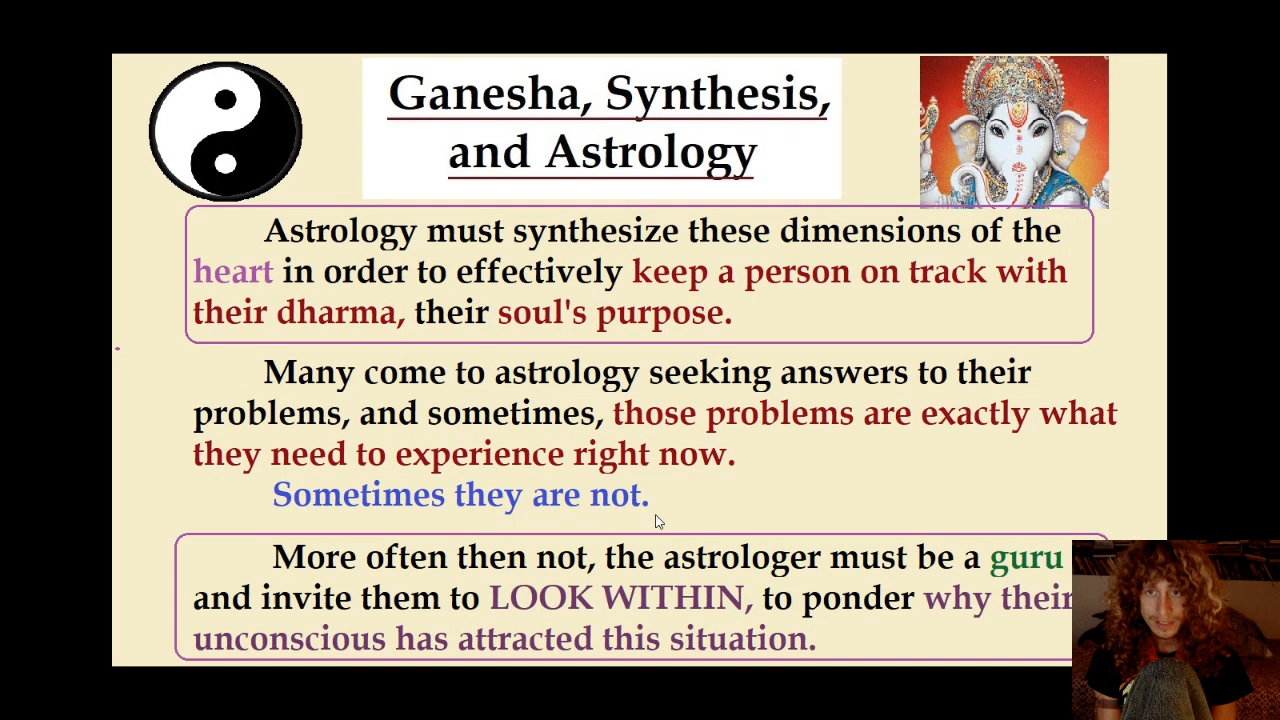 Ganesha, Synthesis,
and Astrology
Astrology must synthesize these dimensions of the
heart in order to effectively keep a person on track with
their dharma, their soul's purpose.
Many come to astrology seeking answers to their
problems, and sometimes, those problems are exactly what
they need to experience right now.
Sometimes they are not.
More often then not, the astrologer must be a guru
and invite them to LOOK WITHIN, to ponder why their
unconscious has attracted this situation.